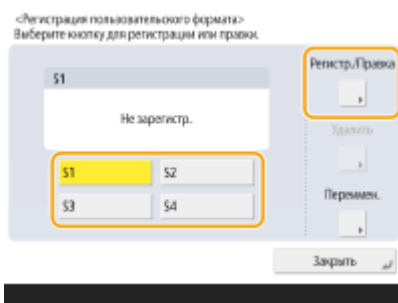 <Регистрация пользовательского формата>
Выберите кнопку для регистрации или правки.
S1
Не зарегистр.
S1
S2
S3
S4
Регистр./Правка
Удалить
Переимен.
Закрыть